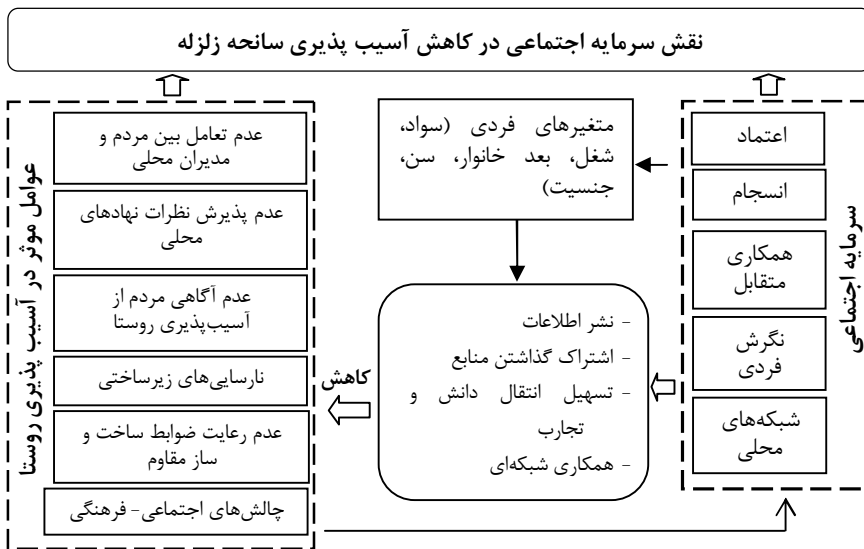 نقش سرمایه اجتماعی در کاهش آسیب پذیری سانحه زلزله
سرمایه اجتماعی
اعتماد
انسجام
همکاری
متقابل
نگرش
فردی
شبکه‌های
محلی
متغیرهای فردی (سواد،
شغل، بعد خانوار، سن،
جنسیت)
- نشر اطلاعات
- اشتراک گذاشتن منابع
- تسهیل انتقال دانش و
تجارب
- همکاری شبکه‌ای
کاهش
عدم تعامل بین مردم و
مدیران محلی
عدم پذیرش نظرات نهادهای
محلی
عدم آگاهی مردم از
آسیب‌پذیری روستا
نارسایی‌های زیرساختی
عدم رعایت ضوابط ساخت و
ساز مقاوم
چالش‌های اجتماعی- فرهنگی
عوامل موثر در آسیب پذیری روستا